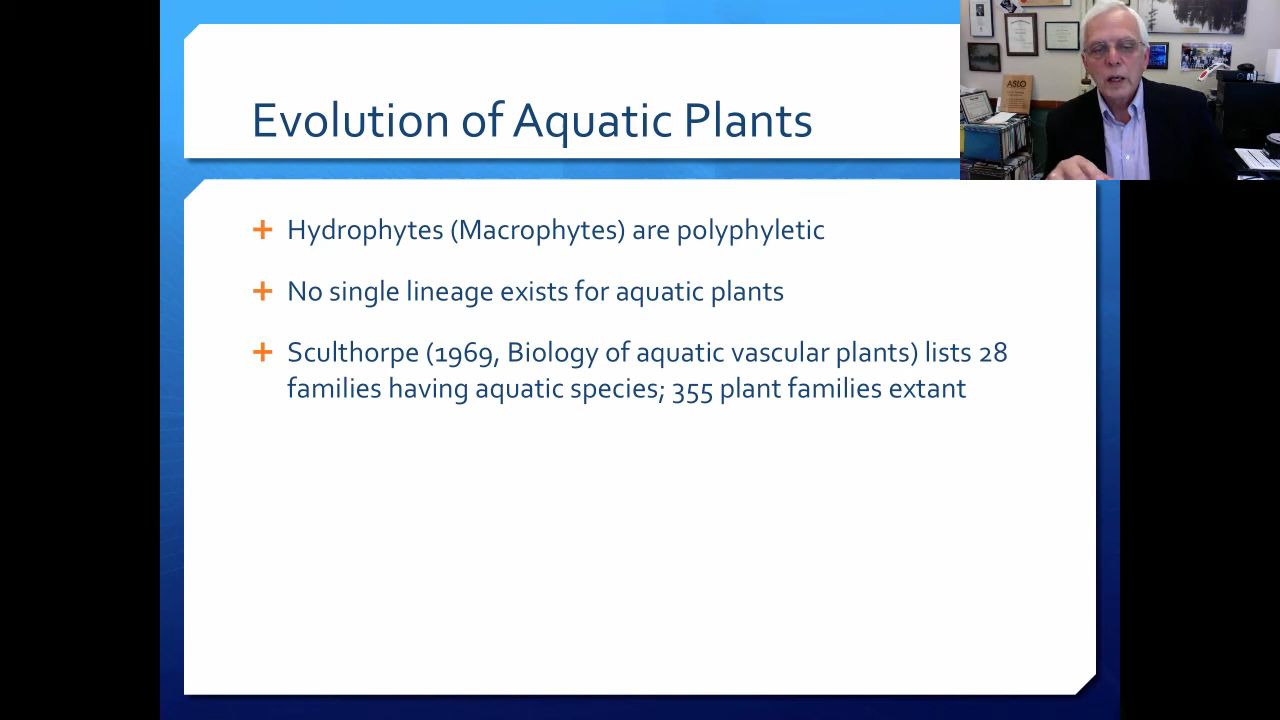 Evolution of Aquatic Plants
ASLO
Hydrophytes (Macrophytes) are polyphyletic
No single lineage exists for aquatic plants
Sculthorpe (1969, Biology of aquatic vascular plants) lists 28
families having aquatic species; 355 plant families extant